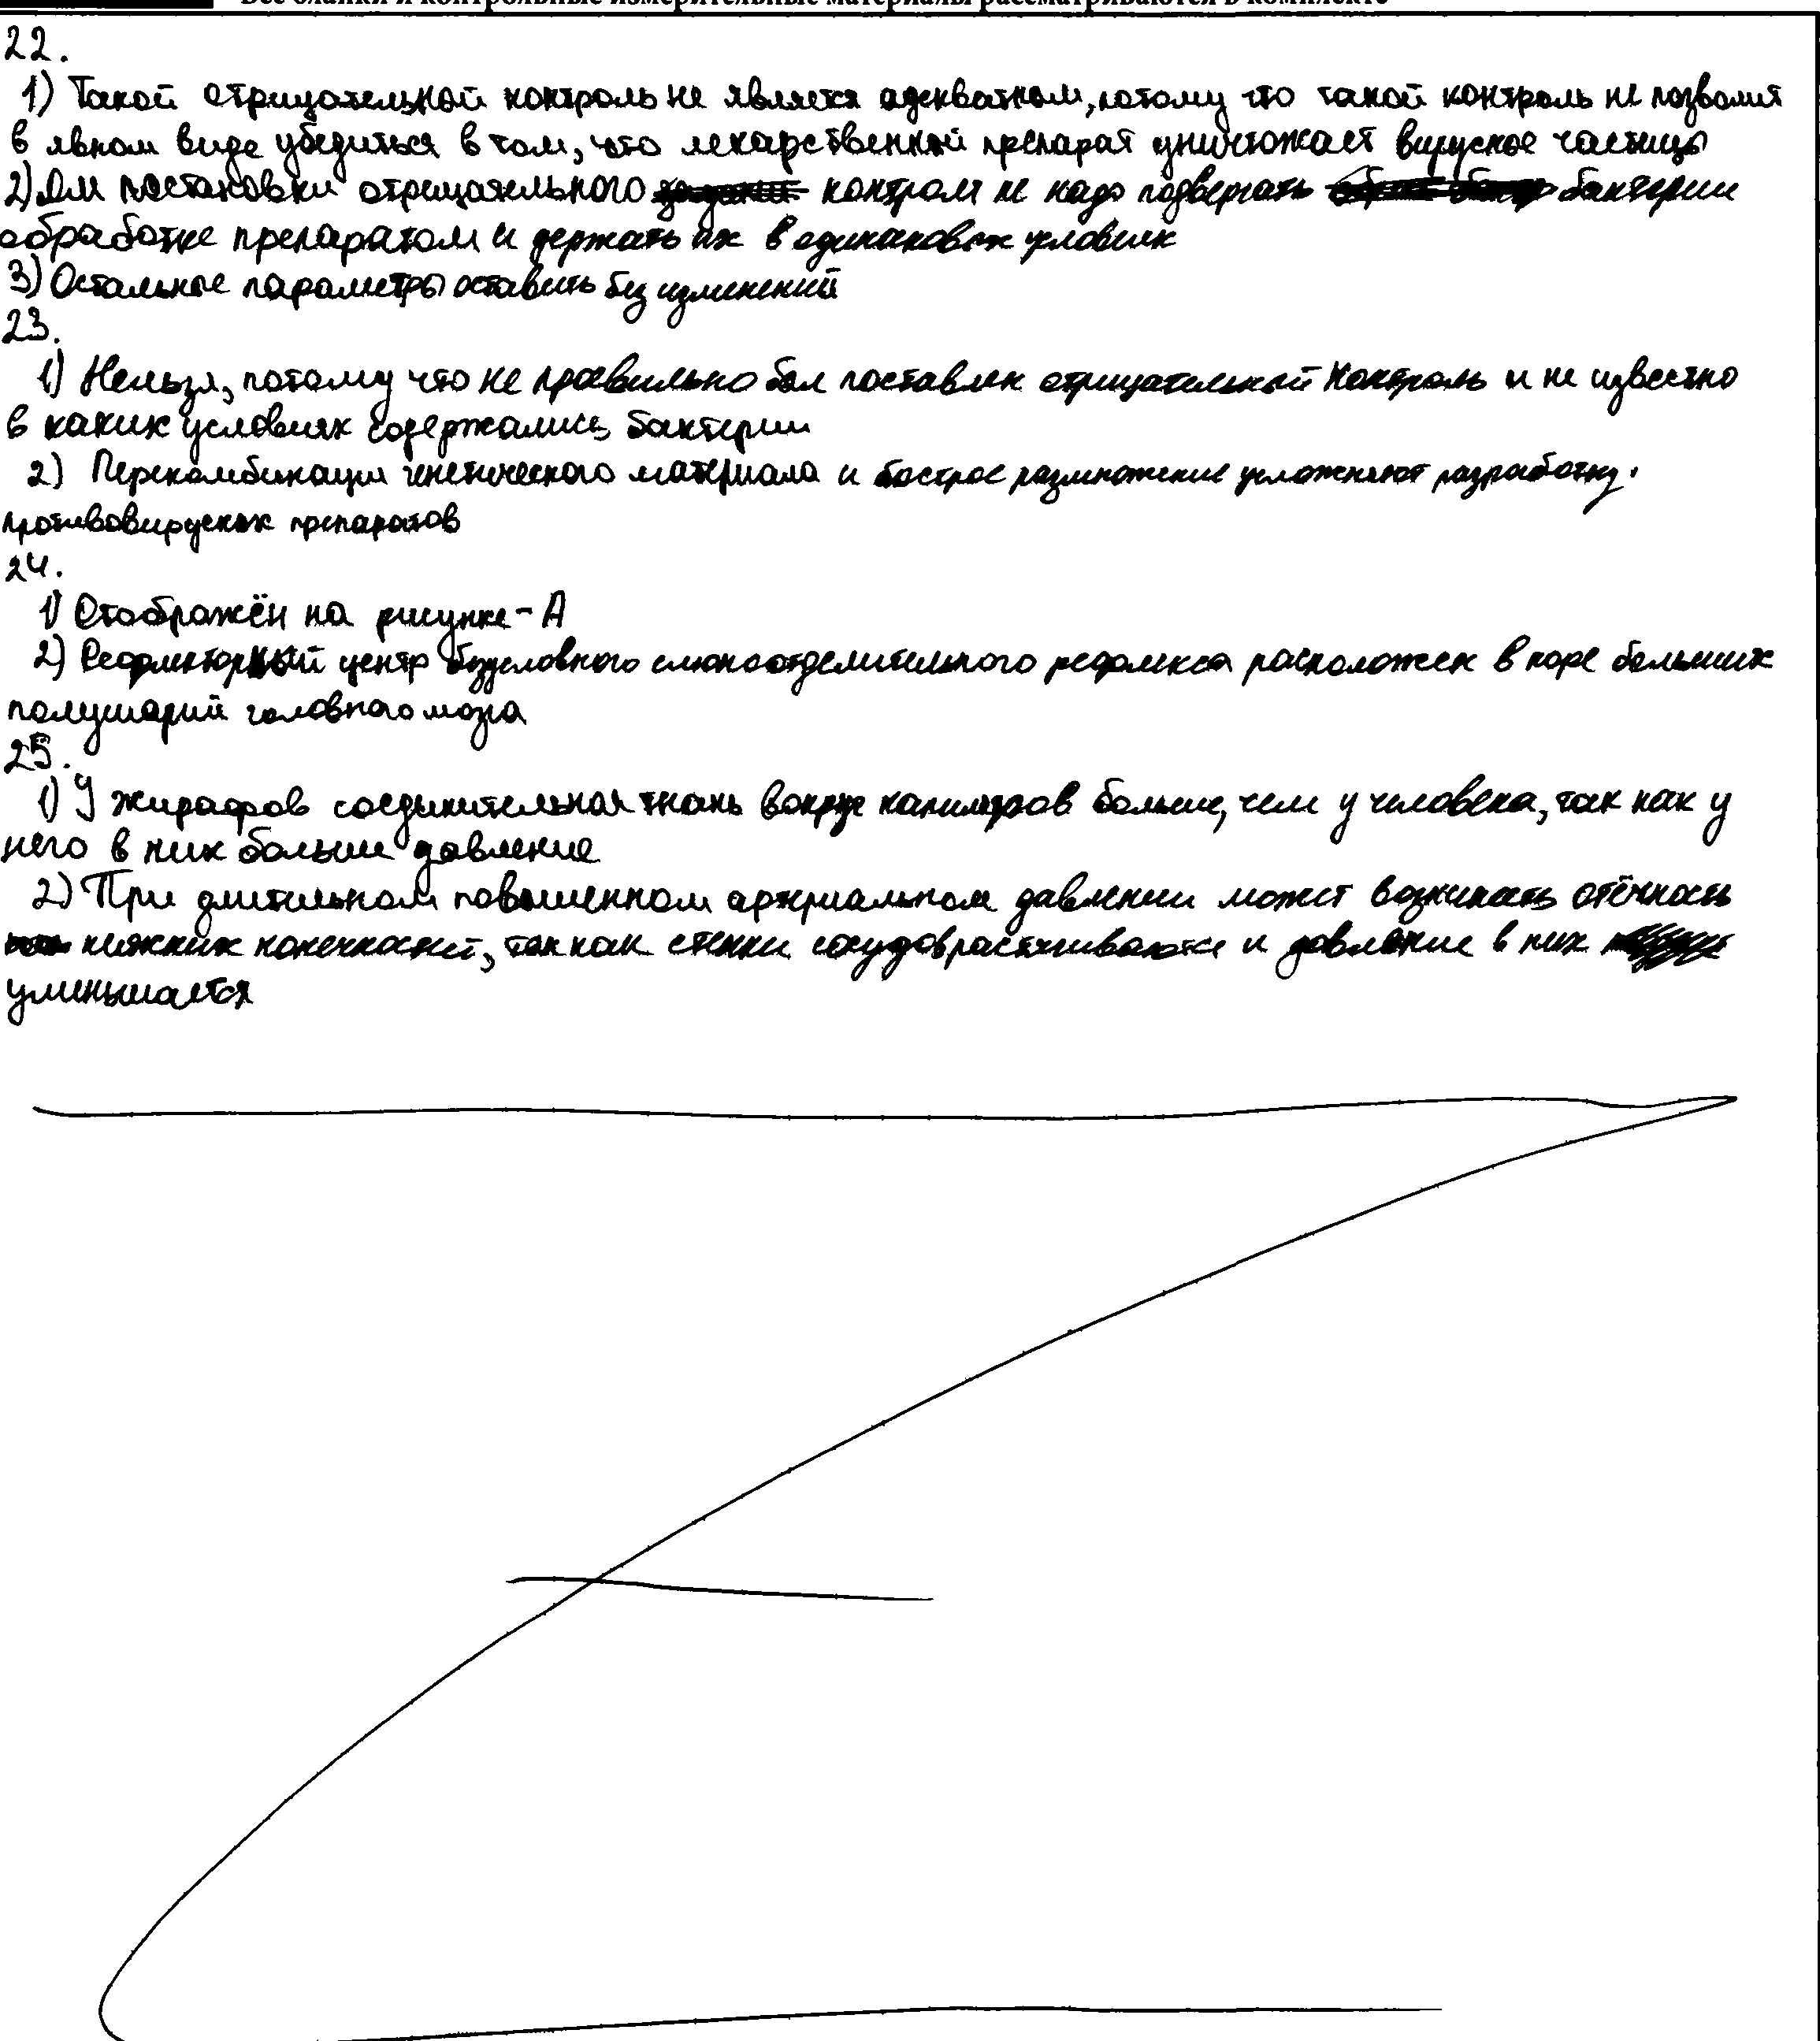 Все бланки и контрольные измерительные материалы рассматриваются в комплекте
22.
1) Такой отрицательный контроль не является адекватным, потому что такой контроль не позволит
в явном виде убедиться в том, что лекарственный препарат уничтожает вирусные частицы
2) Для постановки отрицательного контроля не надо подвергать бактерии
обработке препаратом и держать их в одинаковых условиях
3) Остальные параметры оставить без изменений
23.
1) Нельзя, потому что не правильно был поставлен отрицательный контроль и не известно
в каких условиях содержались бактерии
2) Перекомбинации генетического материала и быстрое размножение усложняют разработку
противовирусных препаратов
24.
1) Отображён на рисунке - А
2) Рефлекторный центр безусловного слюноотделительного рефлекса расположен в коре больших
полушарий головного мозга
25.
1) У жирафов соединительная ткань вокруг капиляров больше, чем у человека, так как у
него в них больше давление
2) При длительном повышенном артериальном давлении может возникать отёчность
нижних конечностей, так как стенки сосудов растягиваются и давление в них
уменьшается